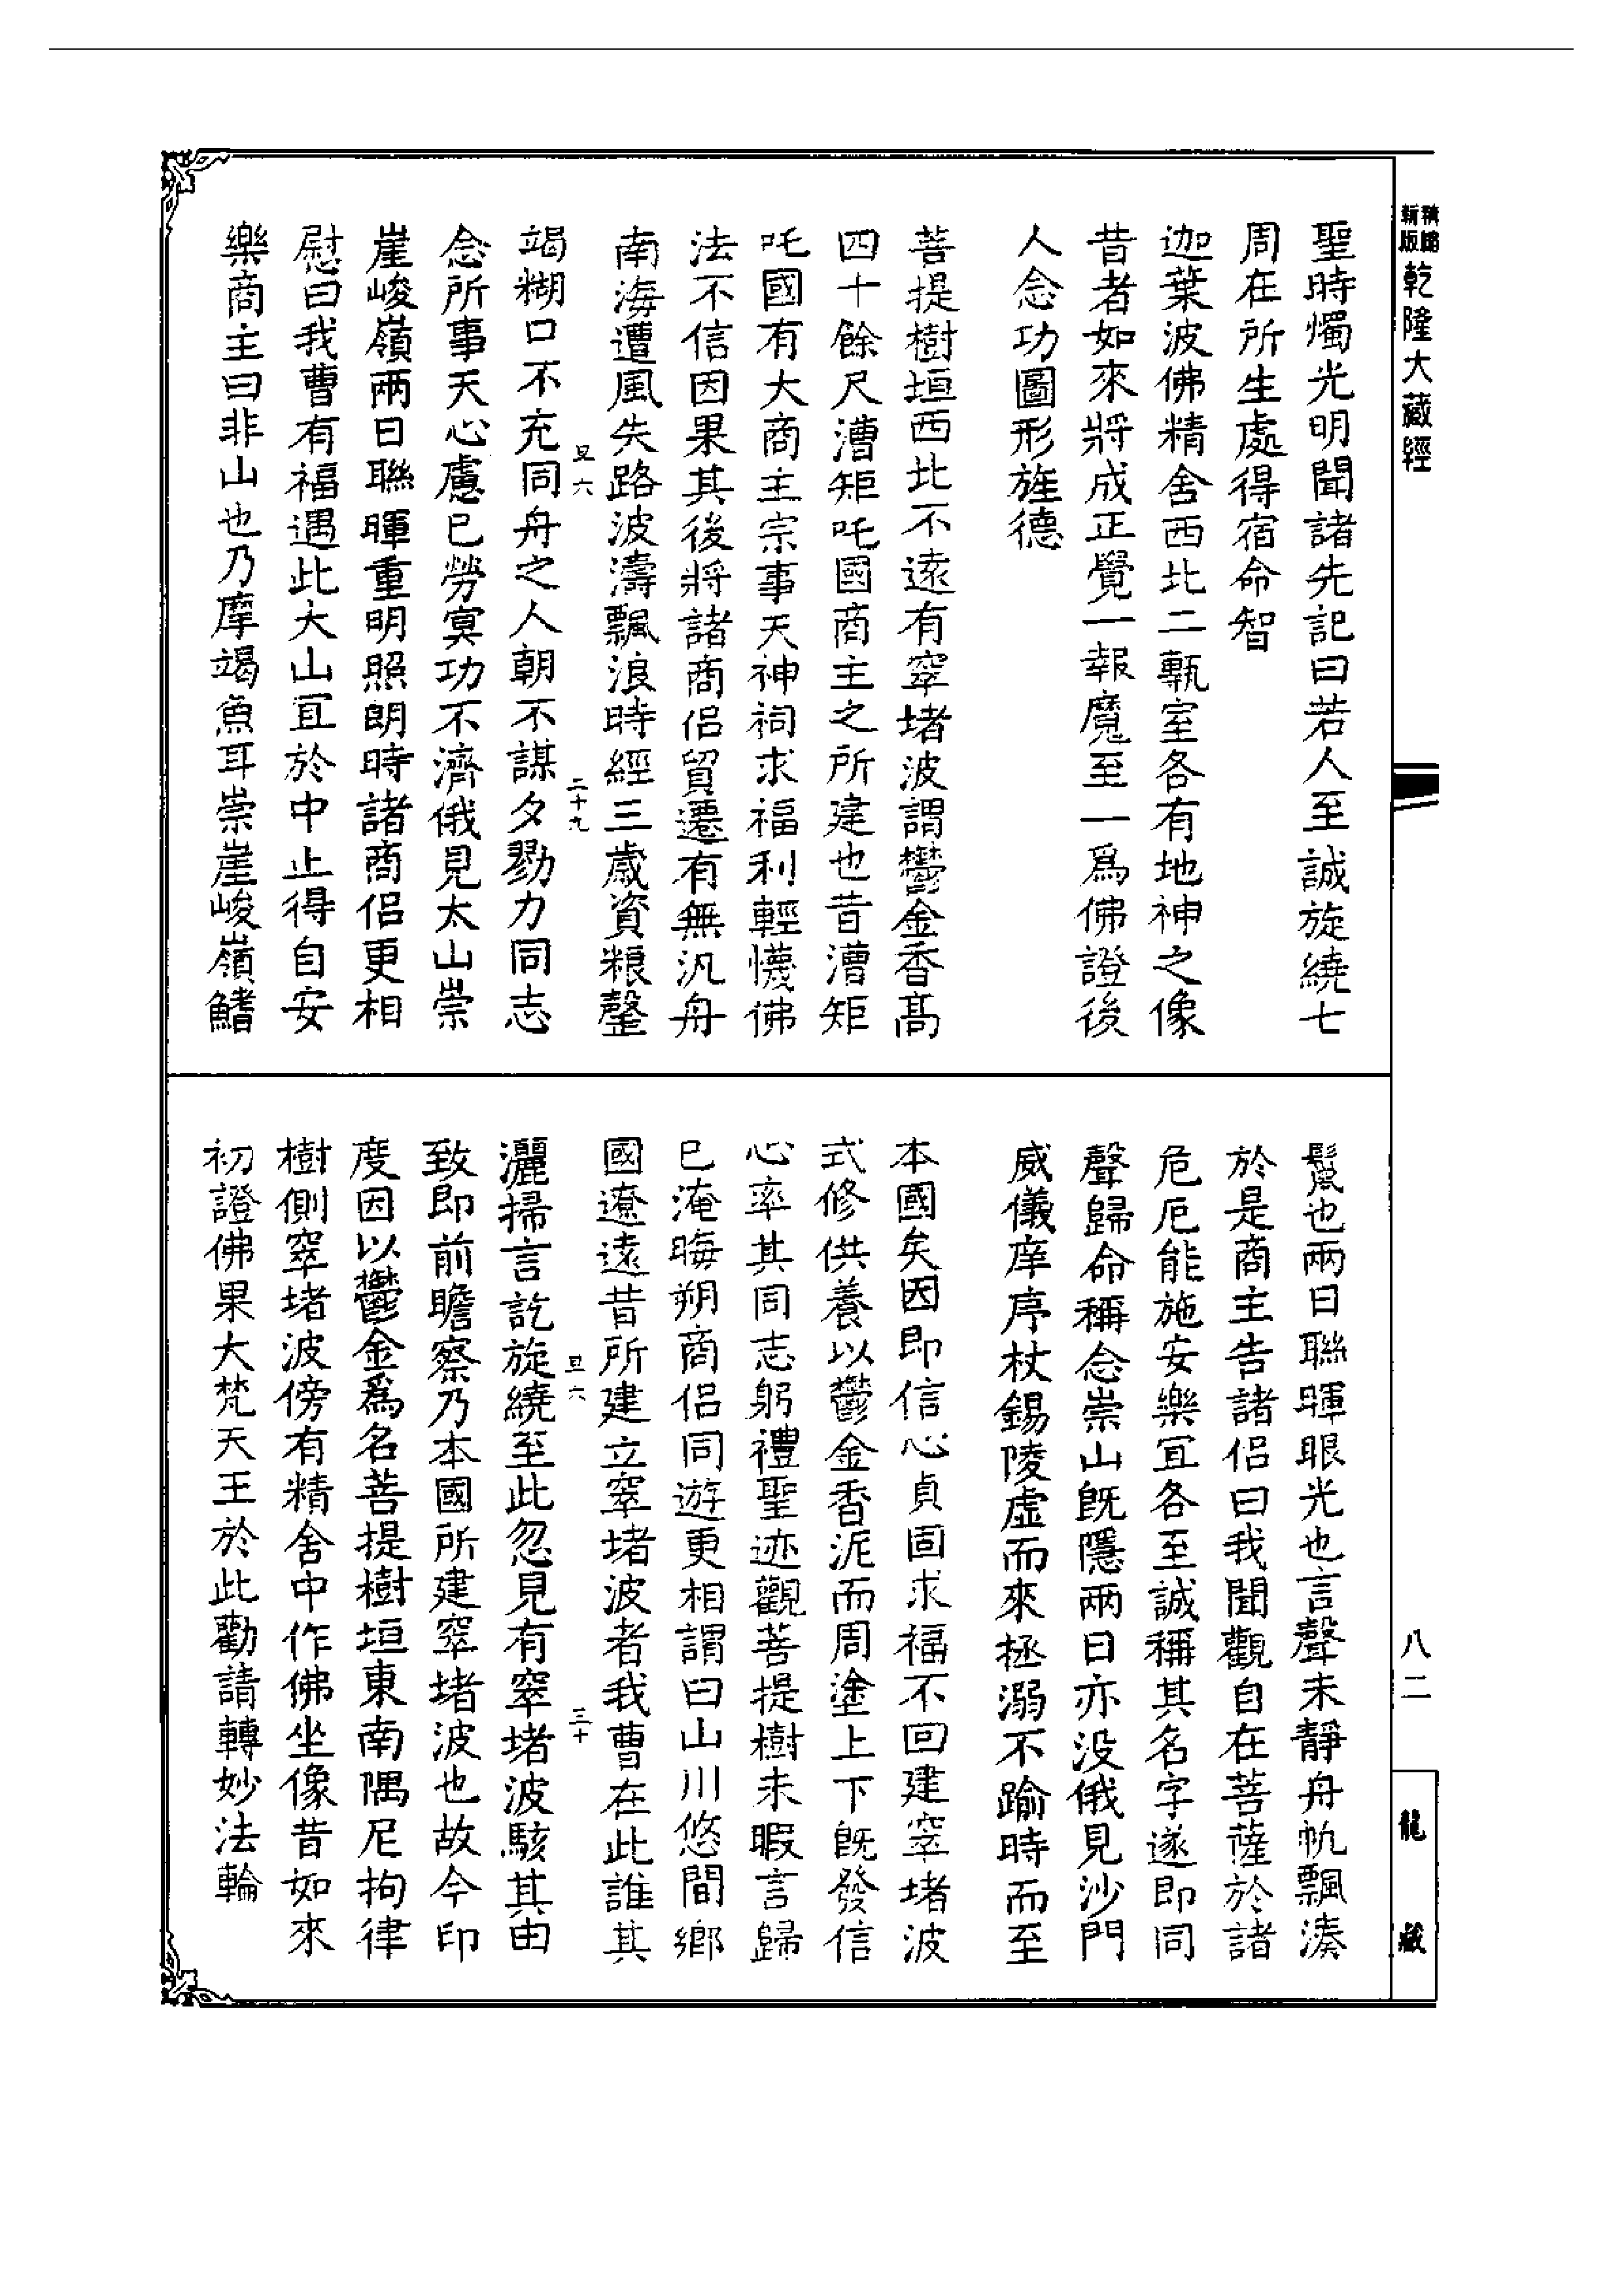 乾隆大藏經
聖時燭光明聞諸先記曰若人至誠旋繞七
周在所生處得宿命智
迦葉波佛精舍西北二甎室各有地神之像
昔者如來將成正覺一報魔至一爲佛證後
人念功圖形旌德
菩提樹垣西北不遠有窣堵波謂鬱金香高
四十餘尺漕矩吒國商主之所建也昔漕矩
吒國有大商主宗事天神祠求福利輕懱佛
法不信因果其後將諸商侶貿遷有無汎舟
南海遭風失路波濤飄浪時經三歲資粮罄
旦六 二十九
竭糊口不充同舟之人朝不謀夕勠力同志
念所事天心慮已勞冥功不濟俄見太山崇
崖峻嶺兩日聯暉重明照朗時諸商侶更相
慰曰我曹有福遇此大山宜於中止得自安
樂商主曰非山也乃摩竭魚耳崇崖峻嶺鰭
鬣也兩日聯暉眼光也言聲未靜舟帆飄湊
於是商主告諸侶曰我聞觀自在菩薩於諸
危厄能施安樂宜各至誠稱其名字遂即同
聲歸命稱念崇山既隱兩日亦没俄見沙門
威儀庠序杖錫陵虛而來拯溺不踰時而至
本國矣因即信心貞固求福不回建窣堵波
式修供養以鬱金香泥而周塗上下既發信
心率其同志躬禮聖迹觀菩提樹未暇言歸
已淹晦朔商侶同遊更相謂曰山川悠間鄉
國遼遠昔所建立窣堵波者我曹在此誰其
旦六 三十
灑掃言訖旋繞至此忽見有窣堵波駭其由
致即前瞻察乃本國所建窣堵波也故今印
度因以鬱金爲名菩提樹垣東南隅尼拘律
樹側窣堵波傍有精舍中作佛坐像昔如來
初證佛果大梵天王於此勸請轉妙法輪
八二
龍藏